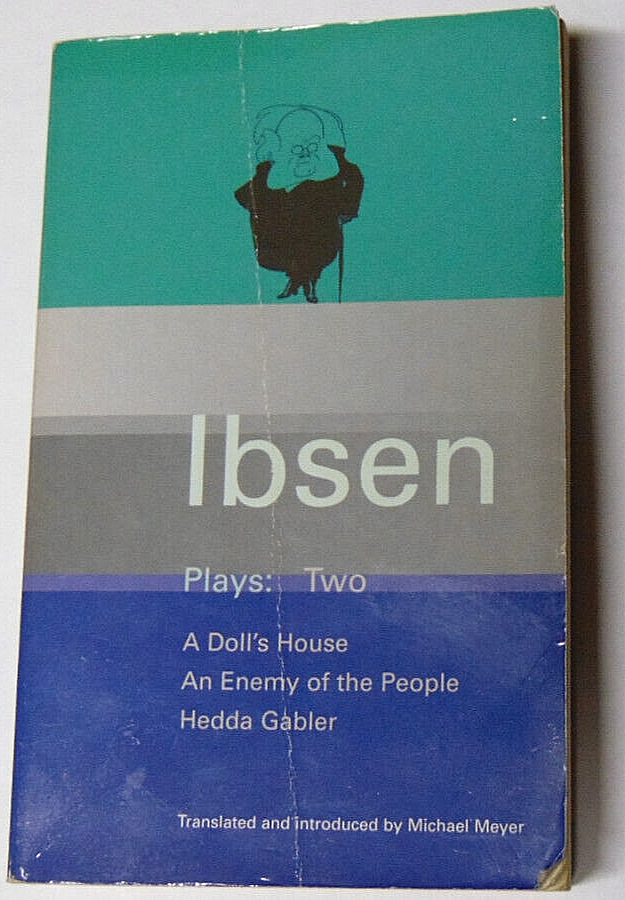 Ibsen
Plays: Two
A Doll's House
An Enemy of the People
Hedda Gabler
Translated and introduced by Michael Meyer